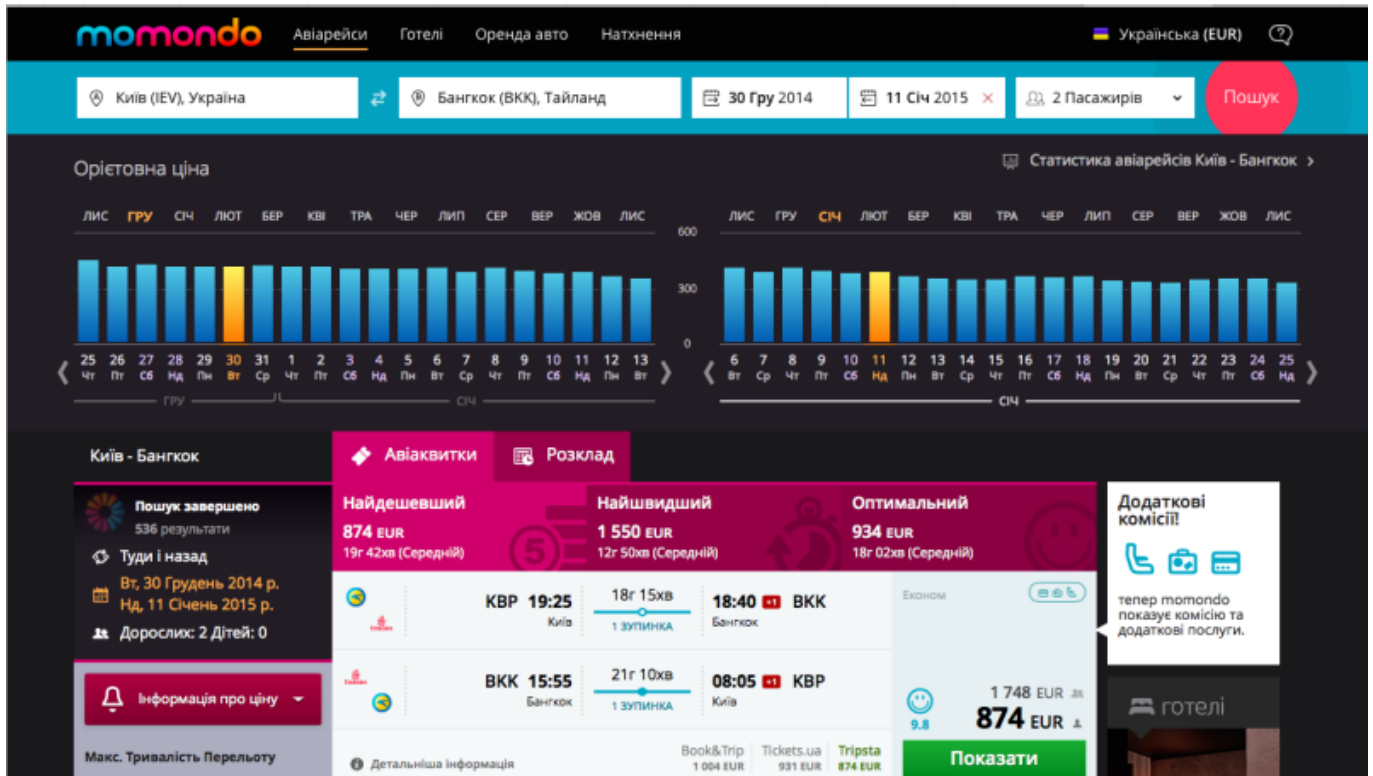 momondo Авіарейси Готелі Оренда авто Натхнення Українська (EUR)
Київ (IEV), Україна Бангкок (BKK), Тайланд 30 Гру 2014 11 Січ 2015 2 Пасажирів Пошук
Орієтовна ціна
Статистика авіарейсів Київ - Бангкок
ЛИС ГРУ СІЧ ЛЮТ БЕР КВІ ТРА ЧЕР ЛИП СЕР ВЕР ЖОВ ЛИС
600
300
0
25 26 27 28 29 30 31 1 2 3 4 5 6 7 8 9 10 11 12 13
Чт Пт Сб Нд Пн Вт Ср Чт Пт Сб Нд Пн Вт Ср Чт Пт Сб Нд Пн Вт
ГРУ СІЧ
ЛИС ГРУ СІЧ ЛЮТ БЕР КВІ ТРА ЧЕР ЛИП СЕР ВЕР ЖОВ ЛИС
6 7 8 9 10 11 12 13 14 15 16 17 18 19 20 21 22 23 24 25
Вт Ср Чт Пт Сб Нд Пн Вт Ср Чт Пт Сб Нд Пн Вт Ср Чт Пт Сб Нд
СІЧ
Київ - Бангкок
Пошук завершено
536 результати
Туди і назад
Вт, 30 Грудень 2014 р.
Нд, 11 Січень 2015 р.
Дорослих: 2 Дітей: 0
Інформація про ціну
Макс. Тривалість Перельоту
Авіаквитки Розклад
Найдешевший
874 EUR
19г 42хв (Середній)
5
Найшвидший
1 550 EUR
12г 50хв (Середній)
Оптимальний
934 EUR
18г 02хв (Середній)
KBP 19:25 18г 15хв 18:40 +1 BKK
Київ 1 ЗУПИНКА Бангкок
Emirates
BKK 15:55 21г 10хв 08:05 +1 KBP
Бангкок 1 ЗУПИНКА Київ
Emirates
Економ
1 748 EUR
9.8 874 EUR
Показати
Детальніша інформація
Book&Trip Tickets.ua Tripsta
1 004 EUR 931 EUR 874 EUR
Додаткові
комісії!
тепер momondo
показує комісію та
додаткові послуги.
готелі